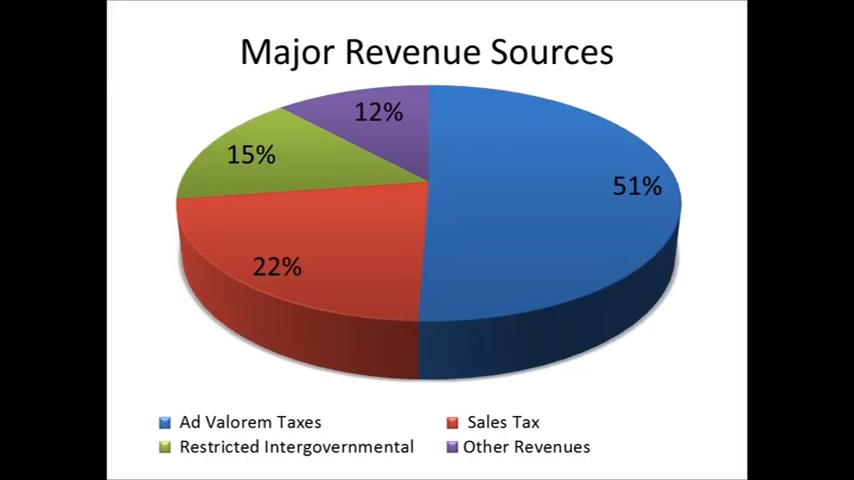 Major Revenue Sources
12%
15%
51%
22%
Ad Valorem Taxes
Sales Tax
Restricted Intergovernmental
Other Revenues